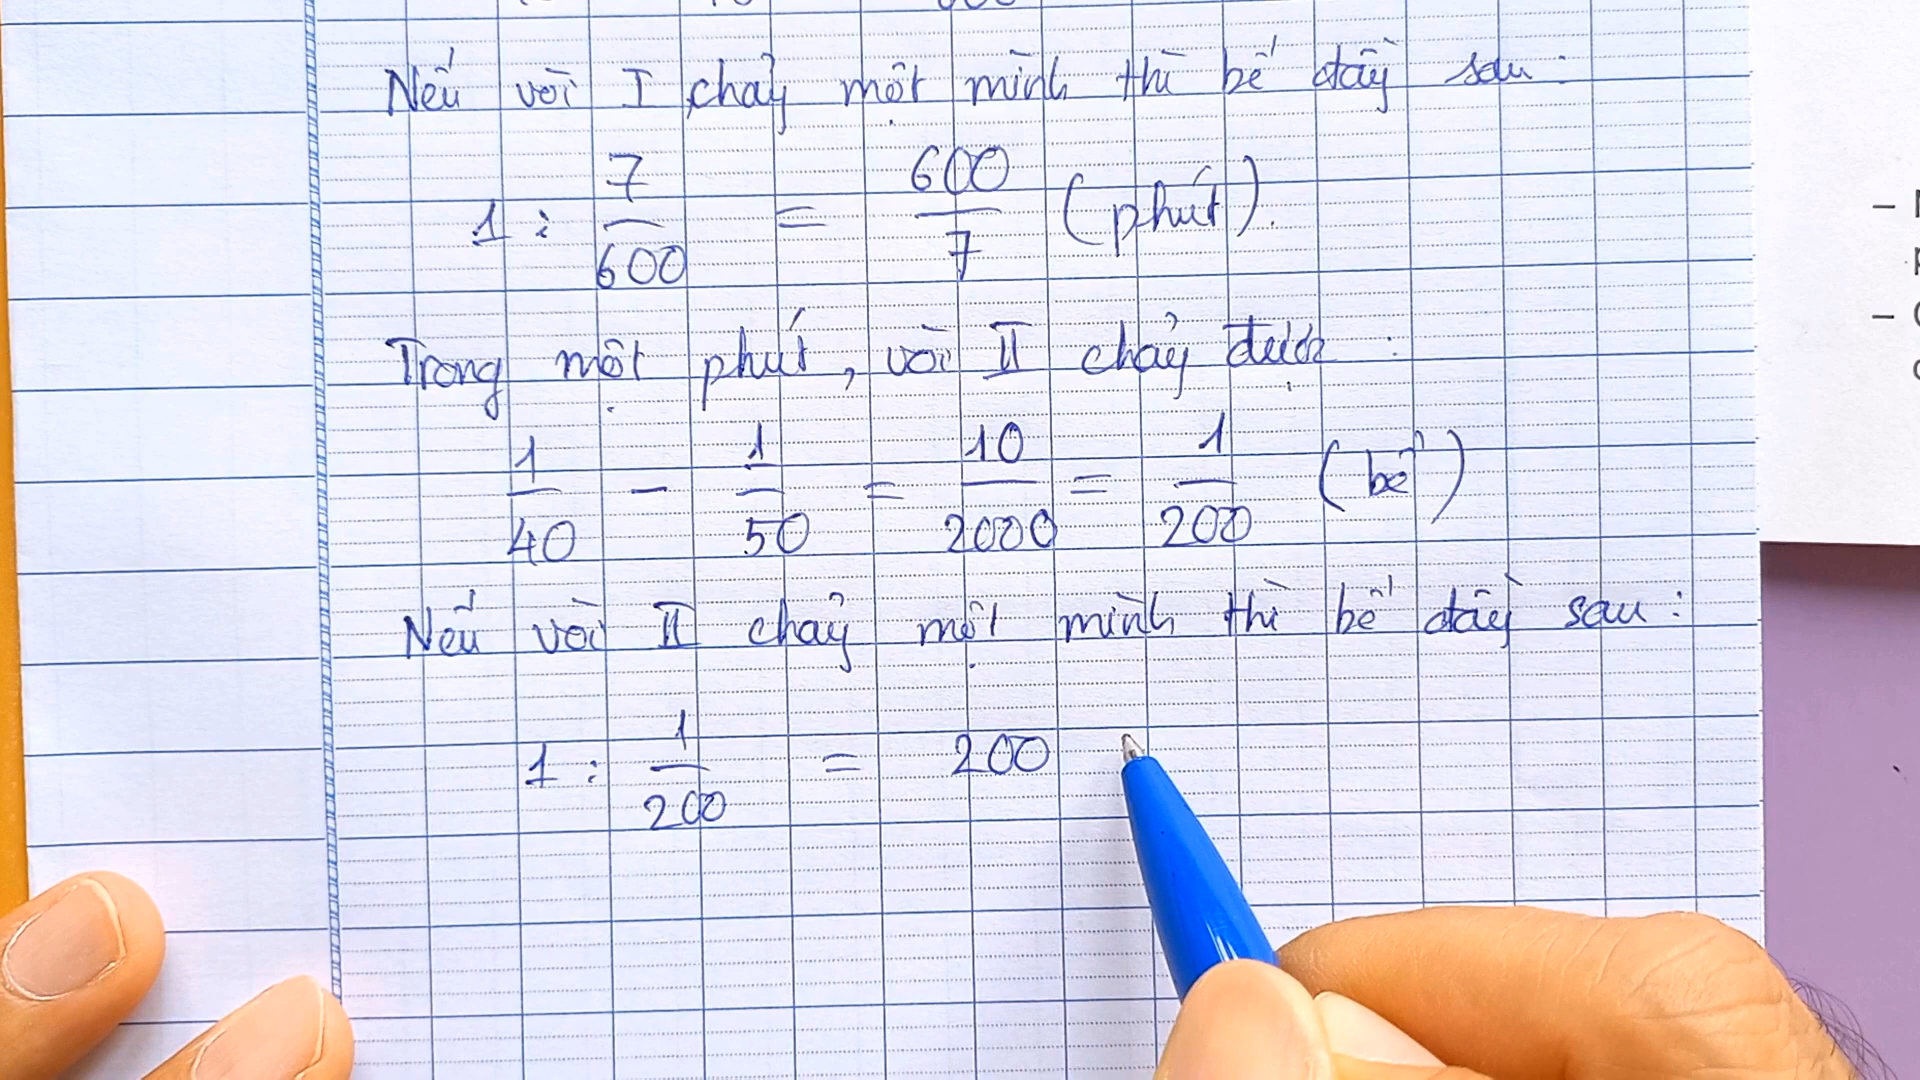 Nếu vòi I chảy một mình thì bể đầy sau :
1 : 7/600 = 600/7 (phút).
Trong một phút, vòi II chảy được :
1/40 - 1/50 = 10/2000 = 1/200 (bể)
Nếu vòi II chảy một mình thì bể đầy sau :
1 : 1/200 = 200